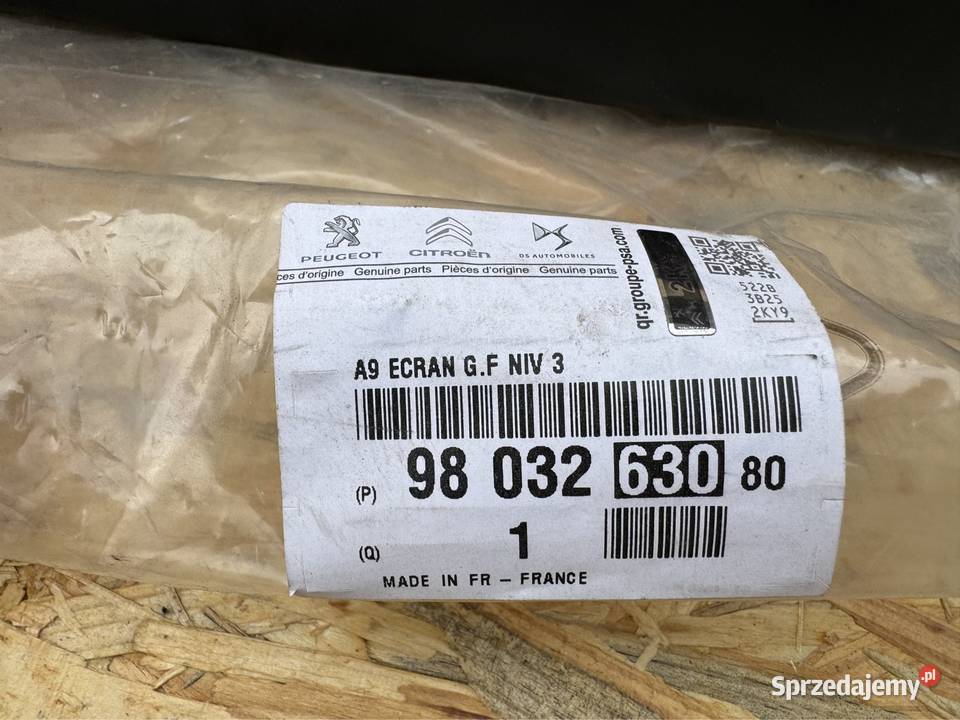 PEUGEOT CITROËN DS AUTOMOBILES
ces d'origine Genuine parts Pièces d'origine Genuine parts
qr.groupe-psa.com
522B
3B25
2KY9
A9 ECRAN G.F NIV 3
(P) 98 032 630 80
(Q) 1
MADE IN FR - FRANCE
Sprzedajemy.pl